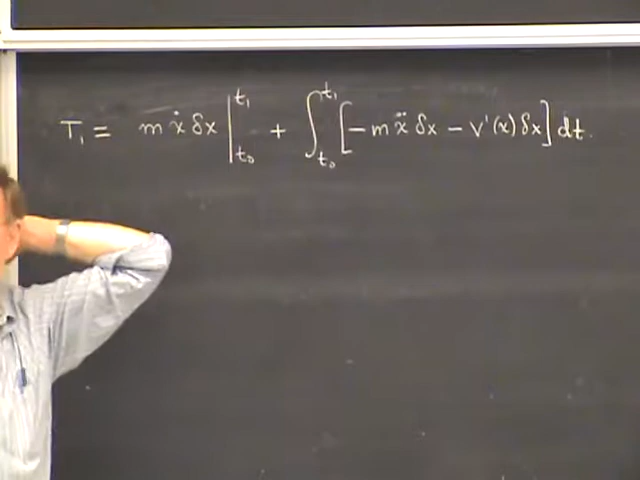 T₁ = m ẋ δx |_{t₀}^{t₁} + ∫_{t₀}^{t₁} [ − m ẍ δx − V'(x) δx ] dt.